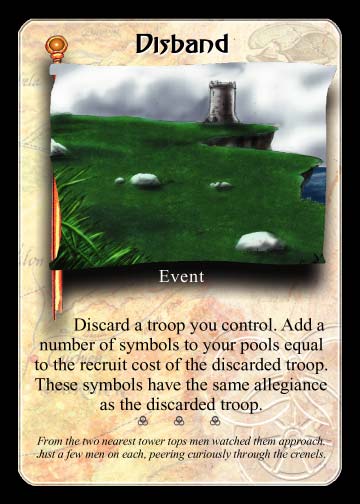 Disband
Event
Discard a troop you control. Add a
number of symbols to your pools equal
to the recruit cost of the discarded troop.
These symbols have the same allegiance
as the discarded troop.
From the two nearest tower tops men watched them approach.
Just a few men on each, peering curiously through the crenels.